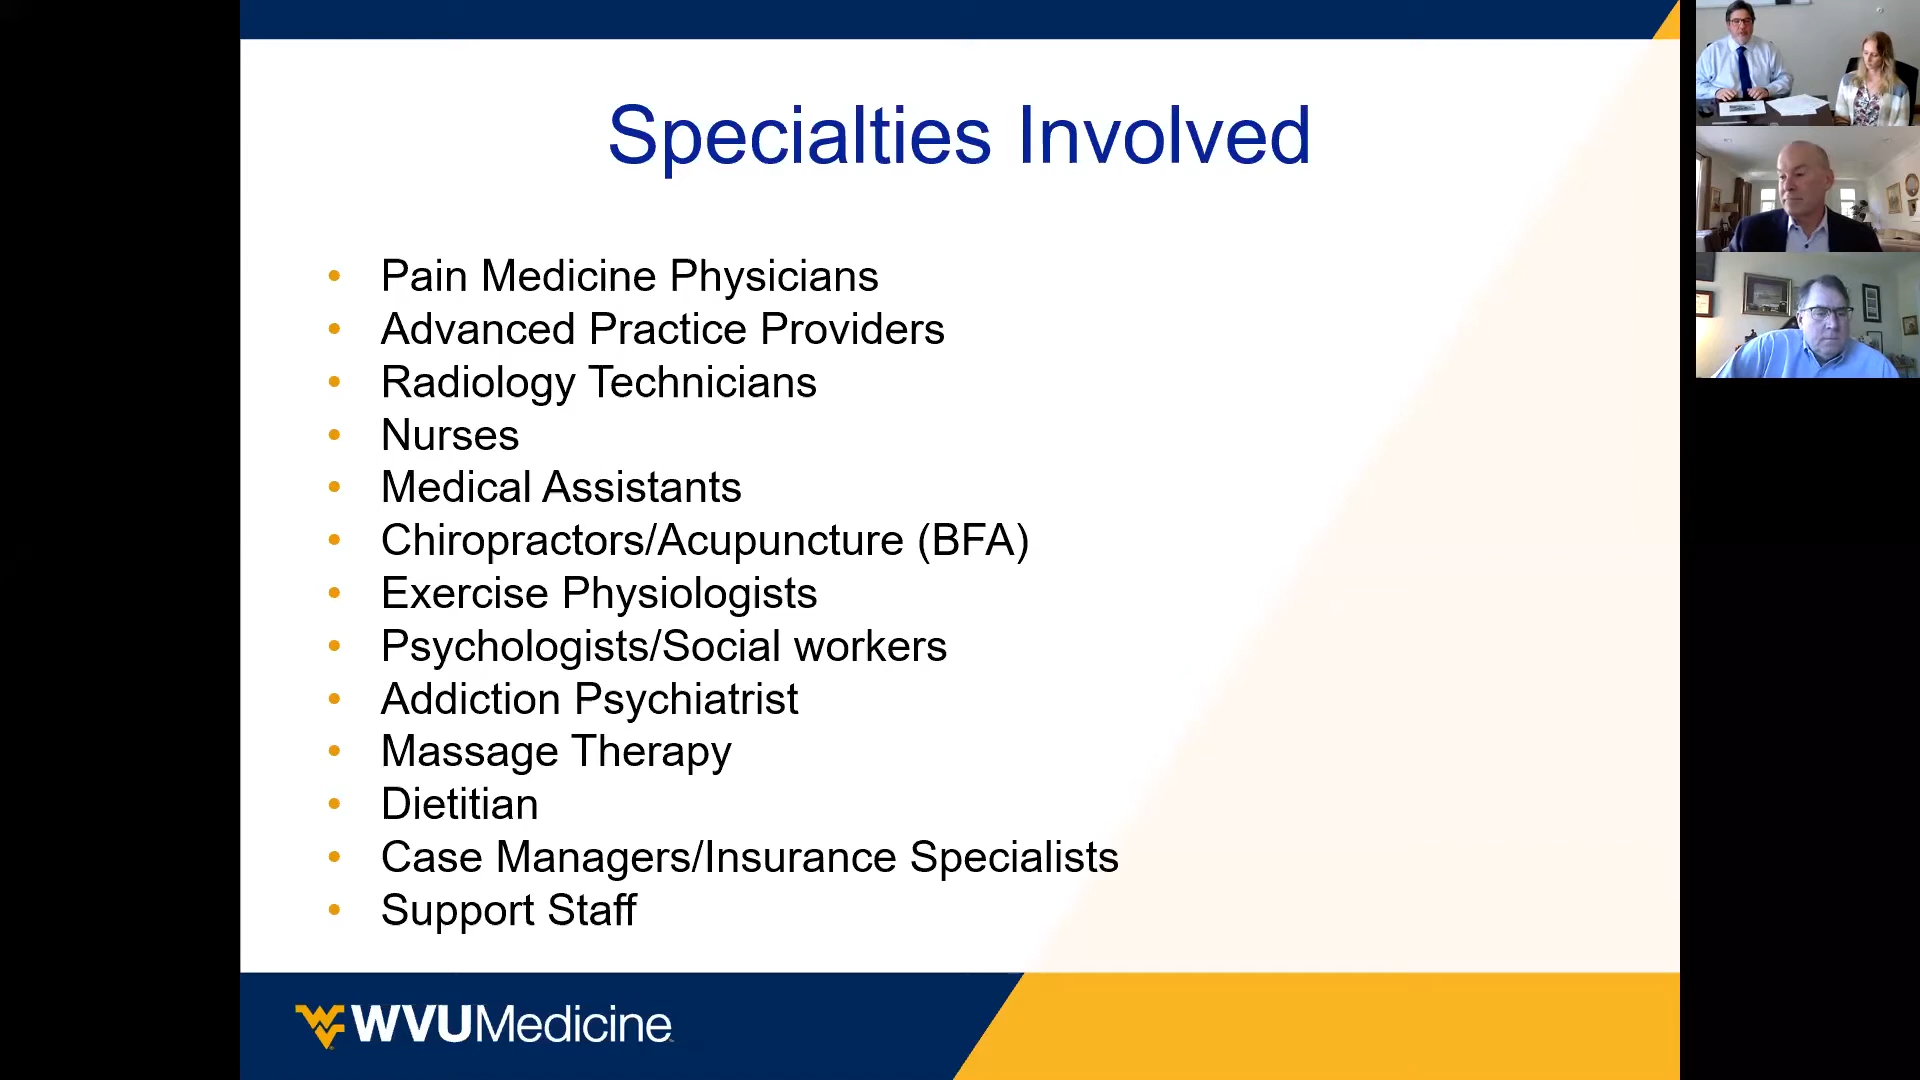 Specialties Involved
• Pain Medicine Physicians
• Advanced Practice Providers
• Radiology Technicians
• Nurses
• Medical Assistants
• Chiropractors/Acupuncture (BFA)
• Exercise Physiologists
• Psychologists/Social workers
• Addiction Psychiatrist
• Massage Therapy
• Dietitian
• Case Managers/Insurance Specialists
• Support Staff
WVUMedicine